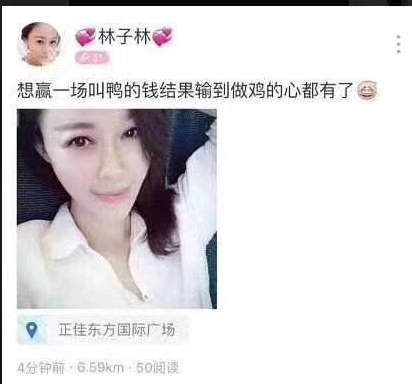 💞林子林💞
♀31
想赢一场叫鸭的钱结果输到做鸡的心都有了😅
正佳东方国际广场
4分钟前 · 6.59km · 50阅读